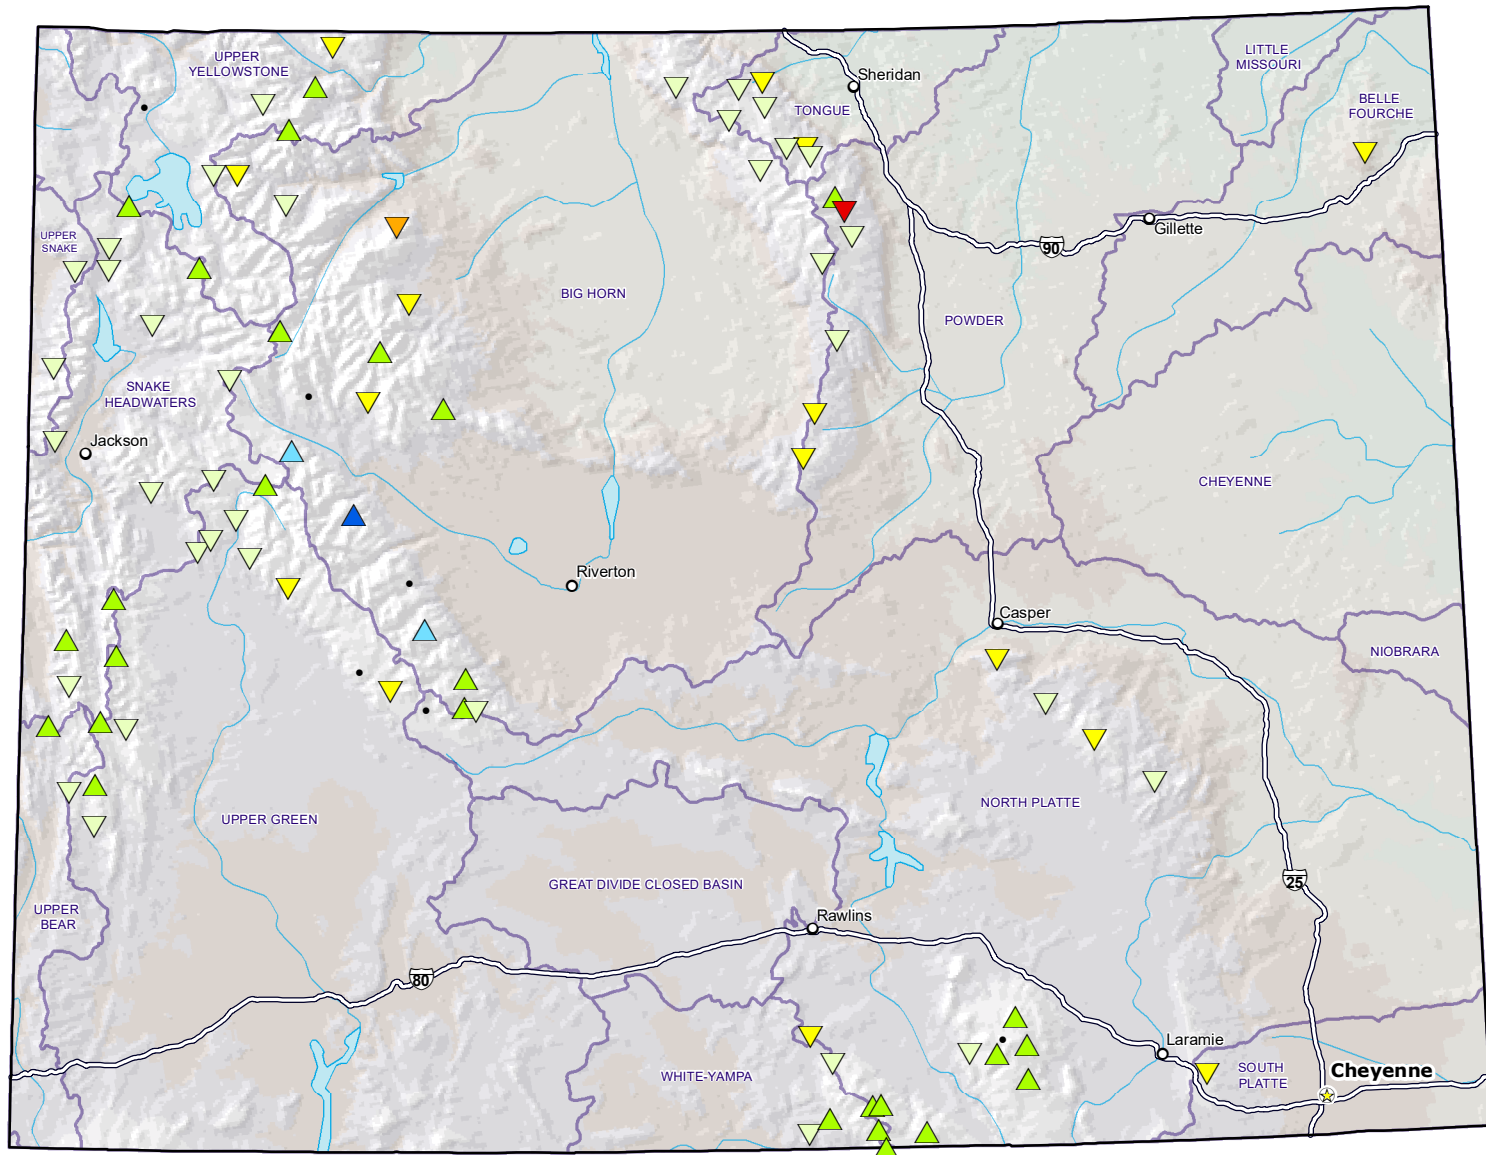 UPPER
YELLOWSTONE
LITTLE
MISSOURI
Sheridan
TONGUE
BELLE
FOURCHE
UPPER
SNAKE
Gillette
90
BIG HORN
POWDER
SNAKE
HEADWATERS
Jackson
CHEYENNE
Riverton
Casper
NIOBRARA
NORTH PLATTE
UPPER GREEN
GREAT DIVIDE CLOSED BASIN
25
UPPER
BEAR
Rawlins
80
Laramie
WHITE-YAMPA
SOUTH
PLATTE
Cheyenne